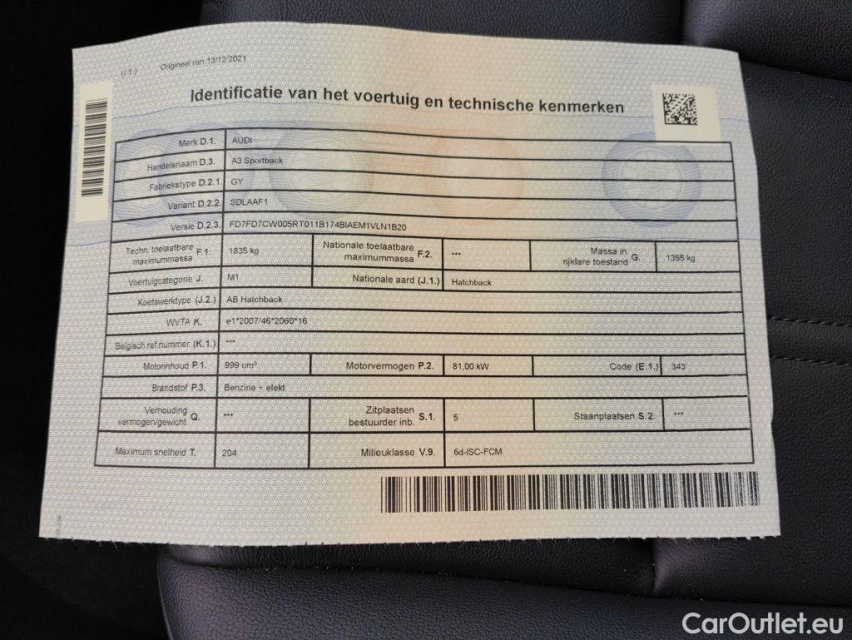 (I.1.) Origineel van 13/12/2021
Identificatie van het voertuig en technische kenmerken
Merk D.1. AUDI
Handelsnaam D.3. A3 Sportback
Fabriekstype D.2.1. GY
Variant D.2.2. SDLAAF1
Versie D.2.3. FD7FD7CW005RT011B174BIAEM1VLN1B20
Techn. toelaatbare maximummassa F.1. 1835 kg Nationale toelaatbare maximummassa F.2. *** Massa in rijklare toestand G. 1355 kg
Voertuigcategorie J. M1 Nationale aard (J.1.) Hatchback
Koetswerktype (J.2.) AB Hatchback
WVTA K. e1*2007/46*2060*16
Belgisch ref.nummer (K.1.) ***
Motorinhoud P.1. 999 cm³ Motorvermogen P.2. 81,00 kW Code (E.1.) 343
Brandstof P.3. Benzine + elekt
Verhouding vermogen/gewicht Q. *** Zitplaatsen bestuurder inb. S.1. 5 Staanplaatsen S.2. ***
Maximum snelheid T. 204 Milieuklasse V.9. 6d-ISC-FCM
CarOutlet.eu